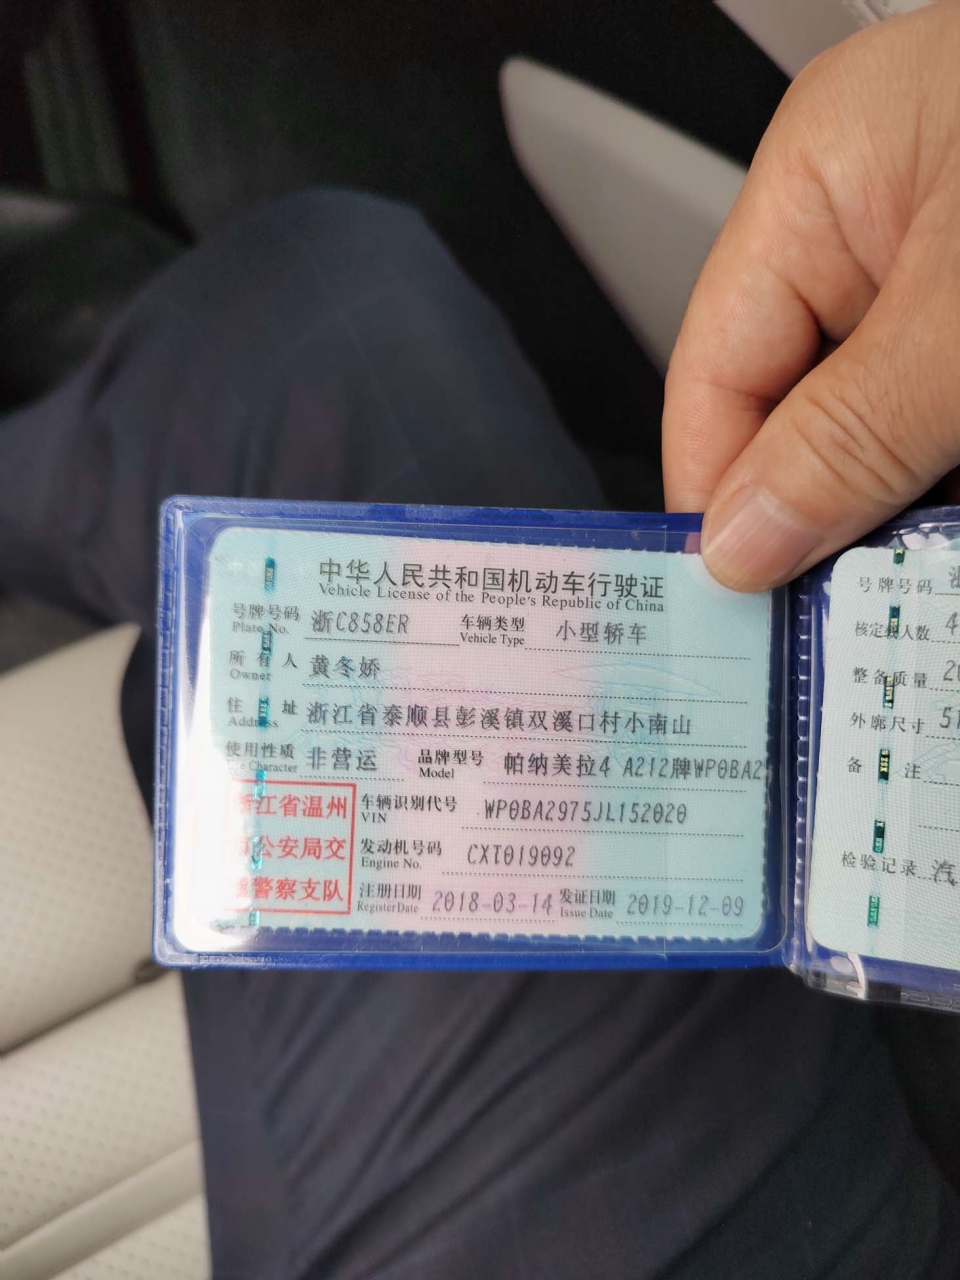 中华人民共和国机动车行驶证
Vehicle License of the People's Republic of China
号牌号码 浙C858ER 车辆类型 小型轿车
Plate No. Vehicle Type
所有人 黄冬娇
Owner
住址 浙江省泰顺县彭溪镇双溪口村小南山
Address
使用性质 非营运 品牌型号 帕纳美拉4 A212牌WP0BA2
Character Model
江省温州 车辆识别代号 WP0BA2975JL152020
VIN
公安局交 发动机号码 CXT019092
Engine No.
警察支队 注册日期 2018-03-14 发证日期 2019-12-09
Register Date Issue Date
号牌号码
核定载人数 4
整备质量 20
外廓尺寸 51
备注
检验记录 汽